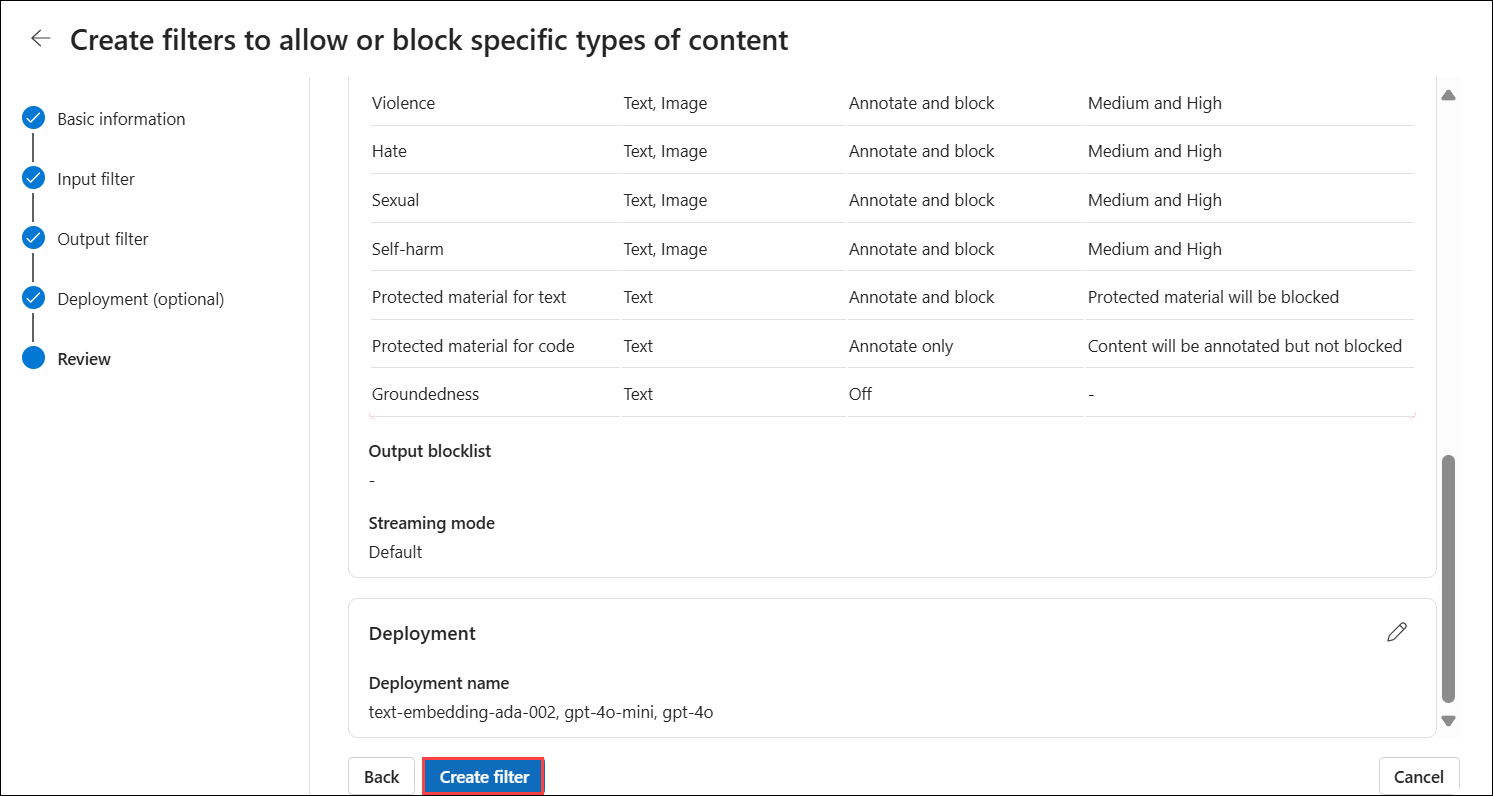 Create filters to allow or block specific types of content
Basic information
Input filter
Output filter
Deployment (optional)
Review
Violence Text, Image Annotate and block Medium and High
Hate Text, Image Annotate and block Medium and High
Sexual Text, Image Annotate and block Medium and High
Self-harm Text, Image Annotate and block Medium and High
Protected material for text Text Annotate and block Protected material will be blocked
Protected material for code Text Annotate only Content will be annotated but not blocked
Groundedness Text Off -
Output blocklist
-
Streaming mode
Default
Deployment
Deployment name
text-embedding-ada-002, gpt-4o-mini, gpt-4o
Back Create filter Cancel